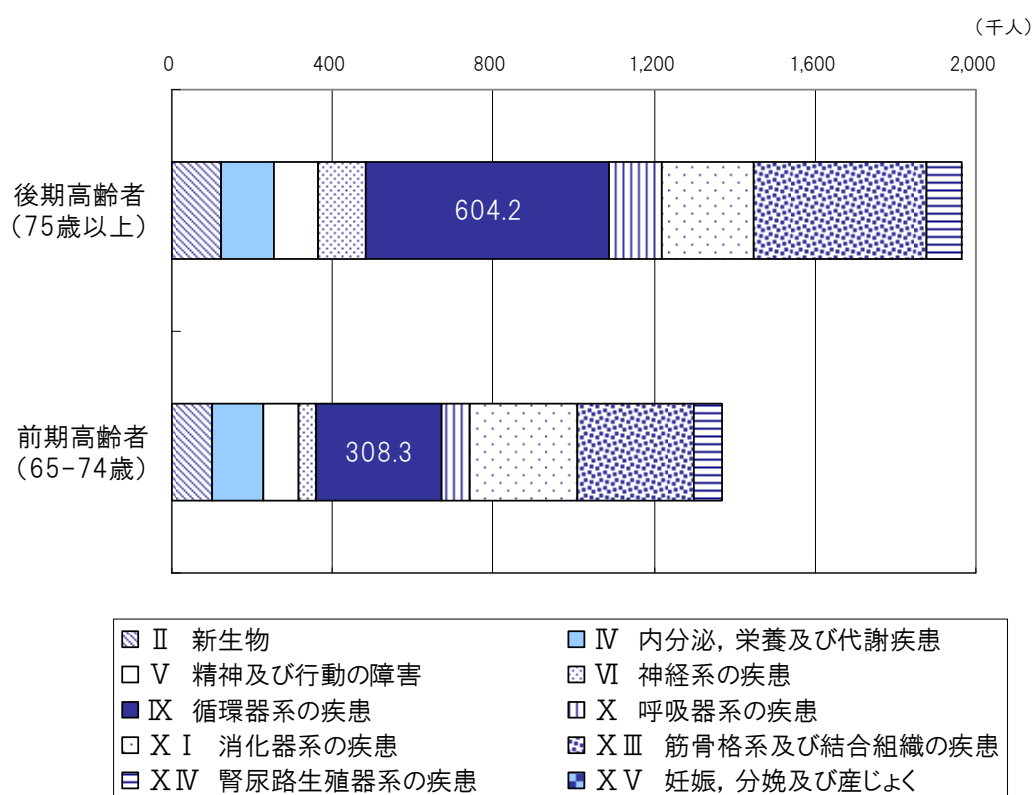 （千人）
0 400 800 1,200 1,600 2,000
後期高齢者
（75歳以上）
604.2
前期高齢者
（65-74歳）
308.3
Ⅱ 新生物
Ⅳ 内分泌，栄養及び代謝疾患
Ⅴ 精神及び行動の障害
Ⅵ 神経系の疾患
Ⅸ 循環器系の疾患
Ⅹ 呼吸器系の疾患
ⅩⅠ 消化器系の疾患
ⅩⅢ 筋骨格系及び結合組織の疾患
ⅩⅣ 腎尿路生殖器系の疾患
ⅩⅤ 妊娠，分娩及び産じょく